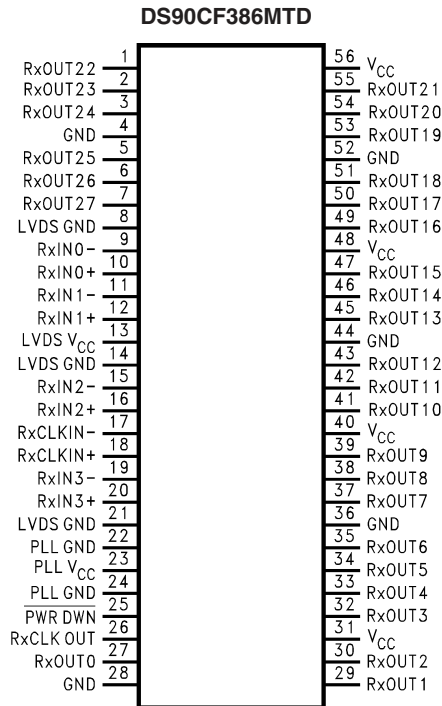 DS90CF386MTD
RxOUT22 1
RxOUT23 2
RxOUT24 3
GND 4
RxOUT25 5
RxOUT26 6
RxOUT27 7
LVDS GND 8
RxIN0- 9
RxIN0+ 10
RxIN1- 11
RxIN1+ 12
LVDS VCC 13
LVDS GND 14
RxIN2- 15
RxIN2+ 16
RxCLKIN- 17
RxCLKIN+ 18
RxIN3- 19
RxIN3+ 20
LVDS GND 21
PLL GND 22
PLL VCC 23
PLL GND 24
PWR DWN 25
RxCLK OUT 26
RxOUT0 27
GND 28
56 VCC
55 RxOUT21
54 RxOUT20
53 RxOUT19
52 GND
51 RxOUT18
50 RxOUT17
49 RxOUT16
48 VCC
47 RxOUT15
46 RxOUT14
45 RxOUT13
44 GND
43 RxOUT12
42 RxOUT11
41 RxOUT10
40 VCC
39 RxOUT9
38 RxOUT8
37 RxOUT7
36 GND
35 RxOUT6
34 RxOUT5
33 RxOUT4
32 RxOUT3
31 VCC
30 RxOUT2
29 RxOUT1